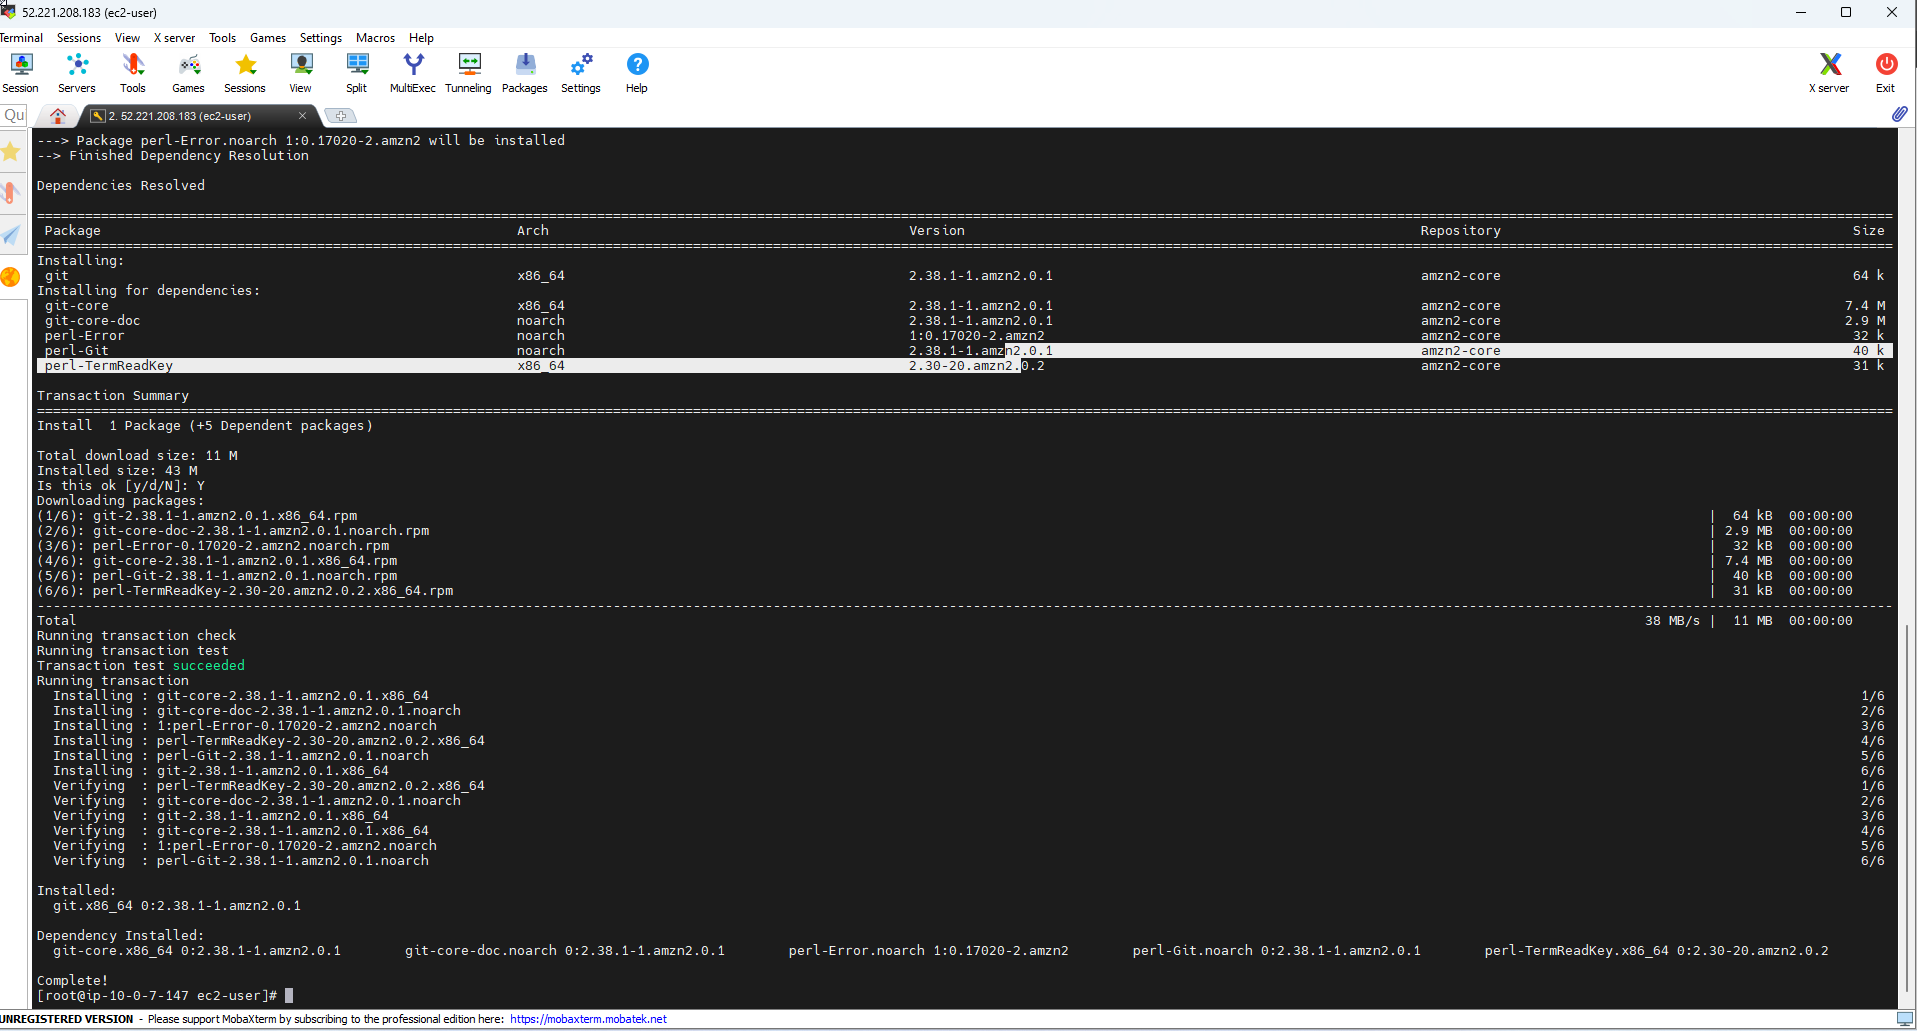 52.221.208.183 (ec2-user)
Terminal Sessions View X server Tools Games Settings Macros Help
Session Servers Tools Games Sessions View Split MultiExec Tunneling Packages Settings Help X server Exit
Qu 2. 52.221.208.183 (ec2-user)
---> Package perl-Error.noarch 1:0.17020-2.amzn2 will be installed
--> Finished Dependency Resolution
Dependencies Resolved
Package Arch Version Repository Size
Installing:
git x86_64 2.38.1-1.amzn2.0.1 amzn2-core 64 k
Installing for dependencies:
git-core x86_64 2.38.1-1.amzn2.0.1 amzn2-core 7.4 M
git-core-doc noarch 2.38.1-1.amzn2.0.1 amzn2-core 2.9 M
perl-Error noarch 1:0.17020-2.amzn2 amzn2-core 32 k
perl-Git noarch 2.38.1-1.amzn2.0.1 amzn2-core 40 k
perl-TermReadKey x86_64 2.30-20.amzn2.0.2 amzn2-core 31 k
Transaction Summary
Install  1 Package (+5 Dependent packages)
Total download size: 11 M
Installed size: 43 M
Is this ok [y/d/N]: Y
Downloading packages:
(1/6): git-2.38.1-1.amzn2.0.1.x86_64.rpm | 64 kB 00:00:00
(2/6): git-core-doc-2.38.1-1.amzn2.0.1.noarch.rpm | 2.9 MB 00:00:00
(3/6): perl-Error-0.17020-2.amzn2.noarch.rpm | 32 kB 00:00:00
(4/6): git-core-2.38.1-1.amzn2.0.1.x86_64.rpm | 7.4 MB 00:00:00
(5/6): perl-Git-2.38.1-1.amzn2.0.1.noarch.rpm | 40 kB 00:00:00
(6/6): perl-TermReadKey-2.30-20.amzn2.0.2.x86_64.rpm | 31 kB 00:00:00
Total 38 MB/s | 11 MB 00:00:00
Running transaction check
Running transaction test
Transaction test succeeded
Running transaction
Installing : git-core-2.38.1-1.amzn2.0.1.x86_64 1/6
Installing : git-core-doc-2.38.1-1.amzn2.0.1.noarch 2/6
Installing : 1:perl-Error-0.17020-2.amzn2.noarch 3/6
Installing : perl-TermReadKey-2.30-20.amzn2.0.2.x86_64 4/6
Installing : perl-Git-2.38.1-1.amzn2.0.1.noarch 5/6
Installing : git-2.38.1-1.amzn2.0.1.x86_64 6/6
Verifying  : perl-TermReadKey-2.30-20.amzn2.0.2.x86_64 1/6
Verifying  : git-core-doc-2.38.1-1.amzn2.0.1.noarch 2/6
Verifying  : git-2.38.1-1.amzn2.0.1.x86_64 3/6
Verifying  : git-core-2.38.1-1.amzn2.0.1.x86_64 4/6
Verifying  : 1:perl-Error-0.17020-2.amzn2.noarch 5/6
Verifying  : perl-Git-2.38.1-1.amzn2.0.1.noarch 6/6
Installed:
git.x86_64 0:2.38.1-1.amzn2.0.1
Dependency Installed:
git-core.x86_64 0:2.38.1-1.amzn2.0.1 git-core-doc.noarch 0:2.38.1-1.amzn2.0.1 perl-Error.noarch 1:0.17020-2.amzn2 perl-Git.noarch 0:2.38.1-1.amzn2.0.1 perl-TermReadKey.x86_64 0:2.30-20.amzn2.0.2
Complete!
[root@ip-10-0-7-147 ec2-user]#
UNREGISTERED VERSION - Please support MobaXterm by subscribing to the professional edition here: https://mobaxterm.mobatek.net